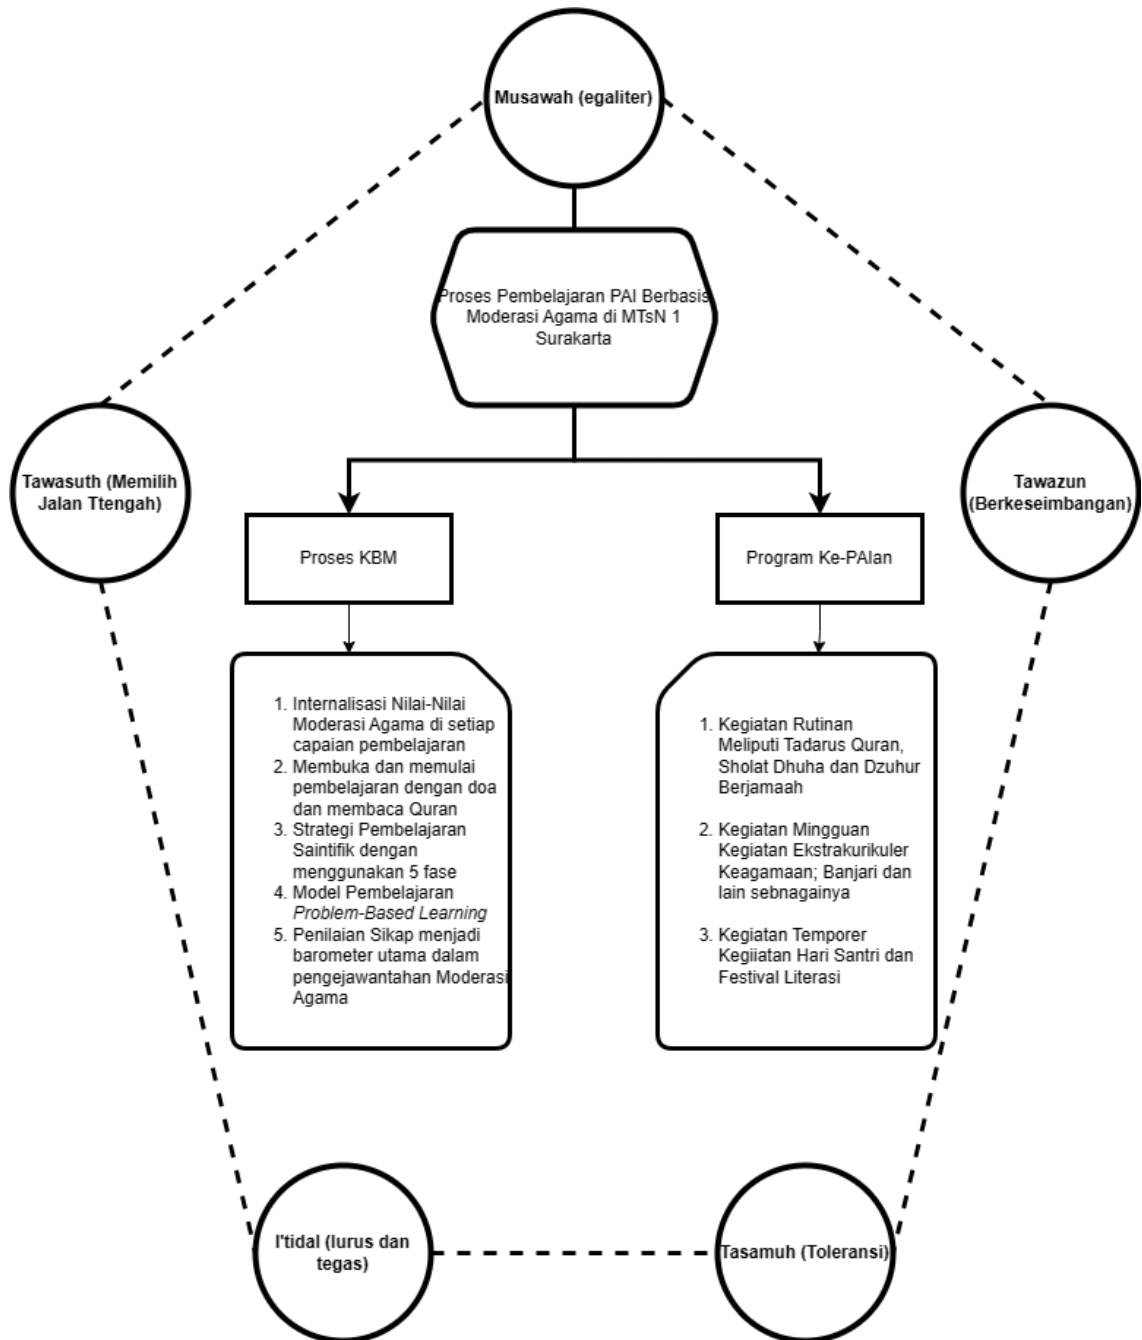 Musawah (egaliter)
Proses Pembelajaran PAI Berbasis
Moderasi Agama di MTsN 1
Surakarta
Tawasuth (Memilih
Jalan Ttengah)
Tawazun
(Berkeseimbangan)
Proses KBM
Program Ke-PAIan
1. Internalisasi Nilai-Nilai
Moderasi Agama di setiap
capaian pembelajaran
2. Membuka dan memulai
pembelajaran dengan doa
dan membaca Quran
3. Strategi Pembelajaran
Saintifik dengan
menggunakan 5 fase
4. Model Pembelajaran
Problem-Based Learning
5. Penilaian Sikap menjadi
barometer utama dalam
pengejawantahan Moderasi
Agama
1. Kegiatan Rutinan
Meliputi Tadarus Quran,
Sholat Dhuha dan Dzuhur
Berjamaah
2. Kegiatan Mingguan
Kegiatan Ekstrakurikuler
Keagamaan; Banjari dan
lain sebnagainya
3. Kegiatan Temporer
Kegiiatan Hari Santri dan
Festival Literasi
I'tidal (lurus dan
tegas)
Tasamuh (Toleransi)